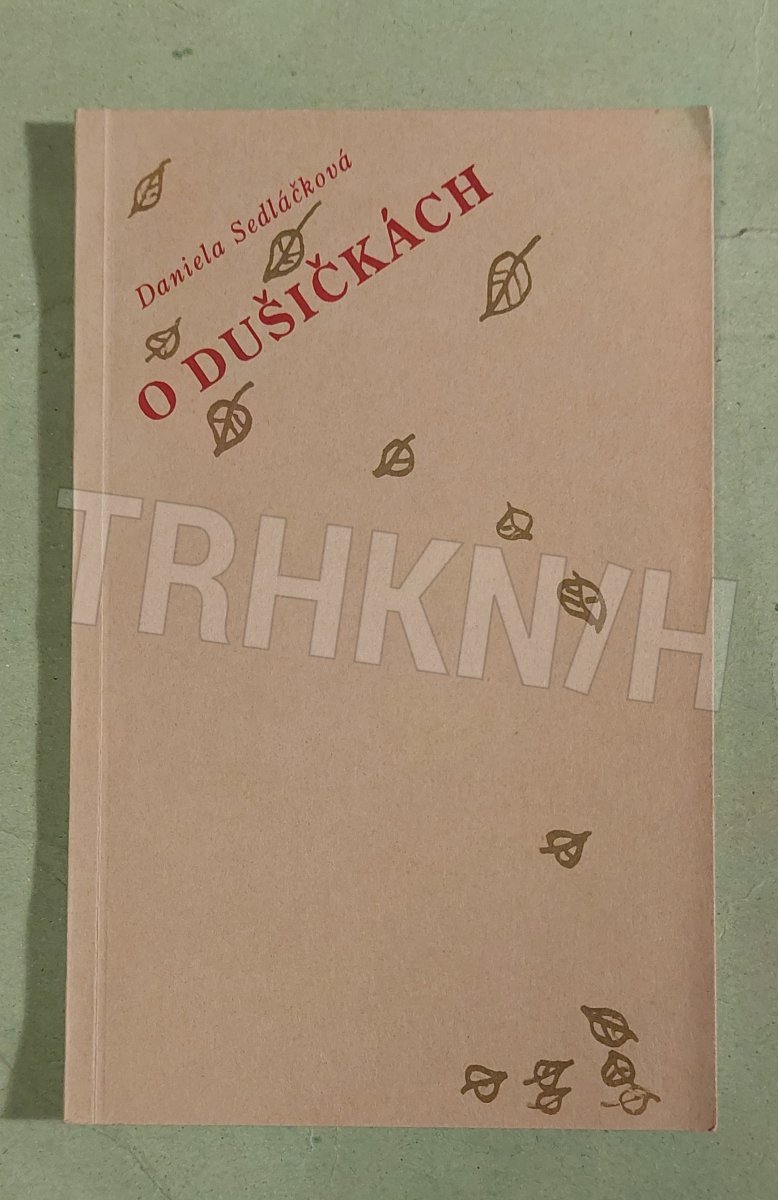 Daniela Sedláčková
O DUŠIČKÁCH
TRHKNIH